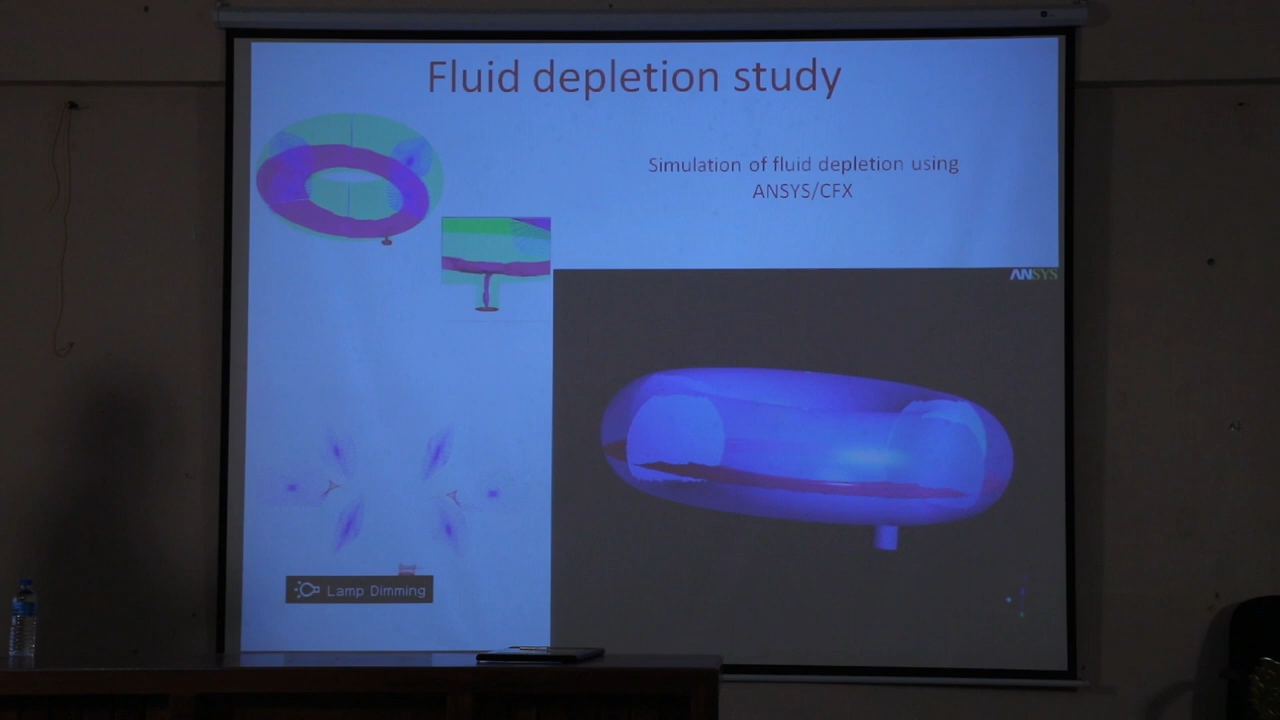 Fluid depletion study
Simulation of fluid depletion using
ANSYS/CFX
ANSYS
Lamp Dimming